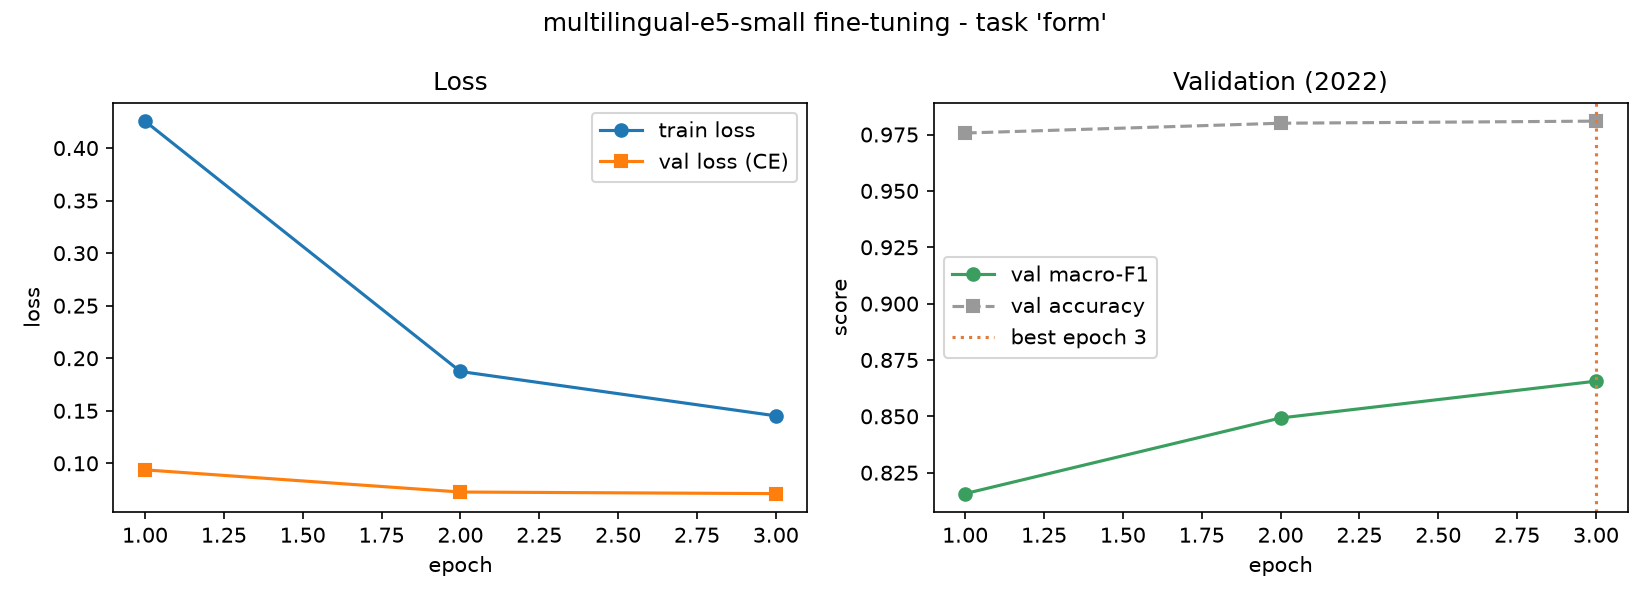 multilingual-e5-small fine-tuning - task 'form'
Loss
train loss
val loss (CE)
0.40
0.35
0.30
0.25
0.20
0.15
0.10
loss
1.00 1.25 1.50 1.75 2.00 2.25 2.50 2.75 3.00
epoch
Validation (2022)
0.975
0.950
0.925
0.900
0.875
0.850
0.825
score
val macro-F1
val accuracy
best epoch 3
1.00 1.25 1.50 1.75 2.00 2.25 2.50 2.75 3.00
epoch